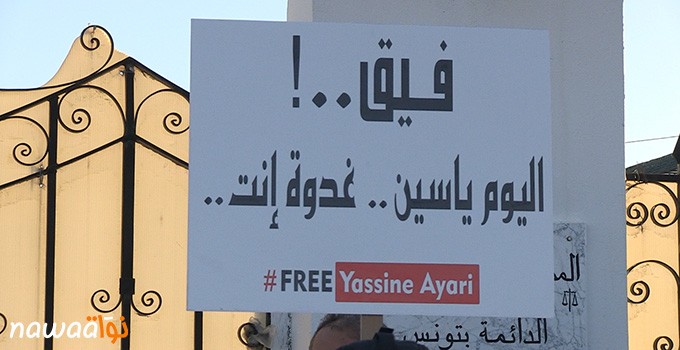 فيق..!
اليوم ياسين.. غدوة إنت..
#FREE Yassine Ayari
الدائمة بتونس
nawaat نواة